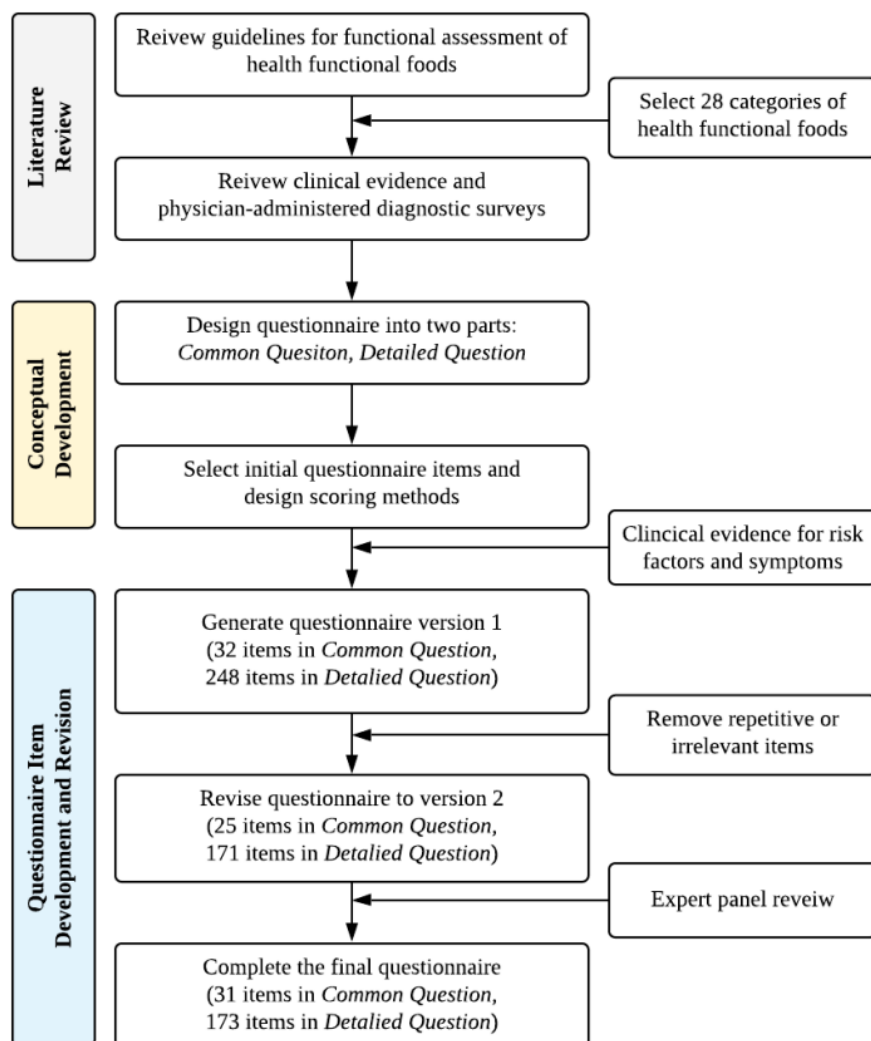 Literature
Review
Reivew guidelines for functional assessment of
health functional foods
Select 28 categories of
health functional foods
Reivew clinical evidence and
physician-administered diagnostic surveys
Conceptual
Development
Design questionnaire into two parts:
Common Quesiton, Detailed Question
Select initial questionnaire items and
design scoring methods
Clincical evidence for risk
factors and symptoms
Questionnaire Item
Development and Revision
Generate questionnaire version 1
(32 items in Common Question,
248 items in Detalied Question)
Remove repetitive or
irrelevant items
Revise questionnaire to version 2
(25 items in Common Question,
171 items in Detalied Question)
Expert panel reveiw
Complete the final questionnaire
(31 items in Common Question,
173 items in Detalied Question)